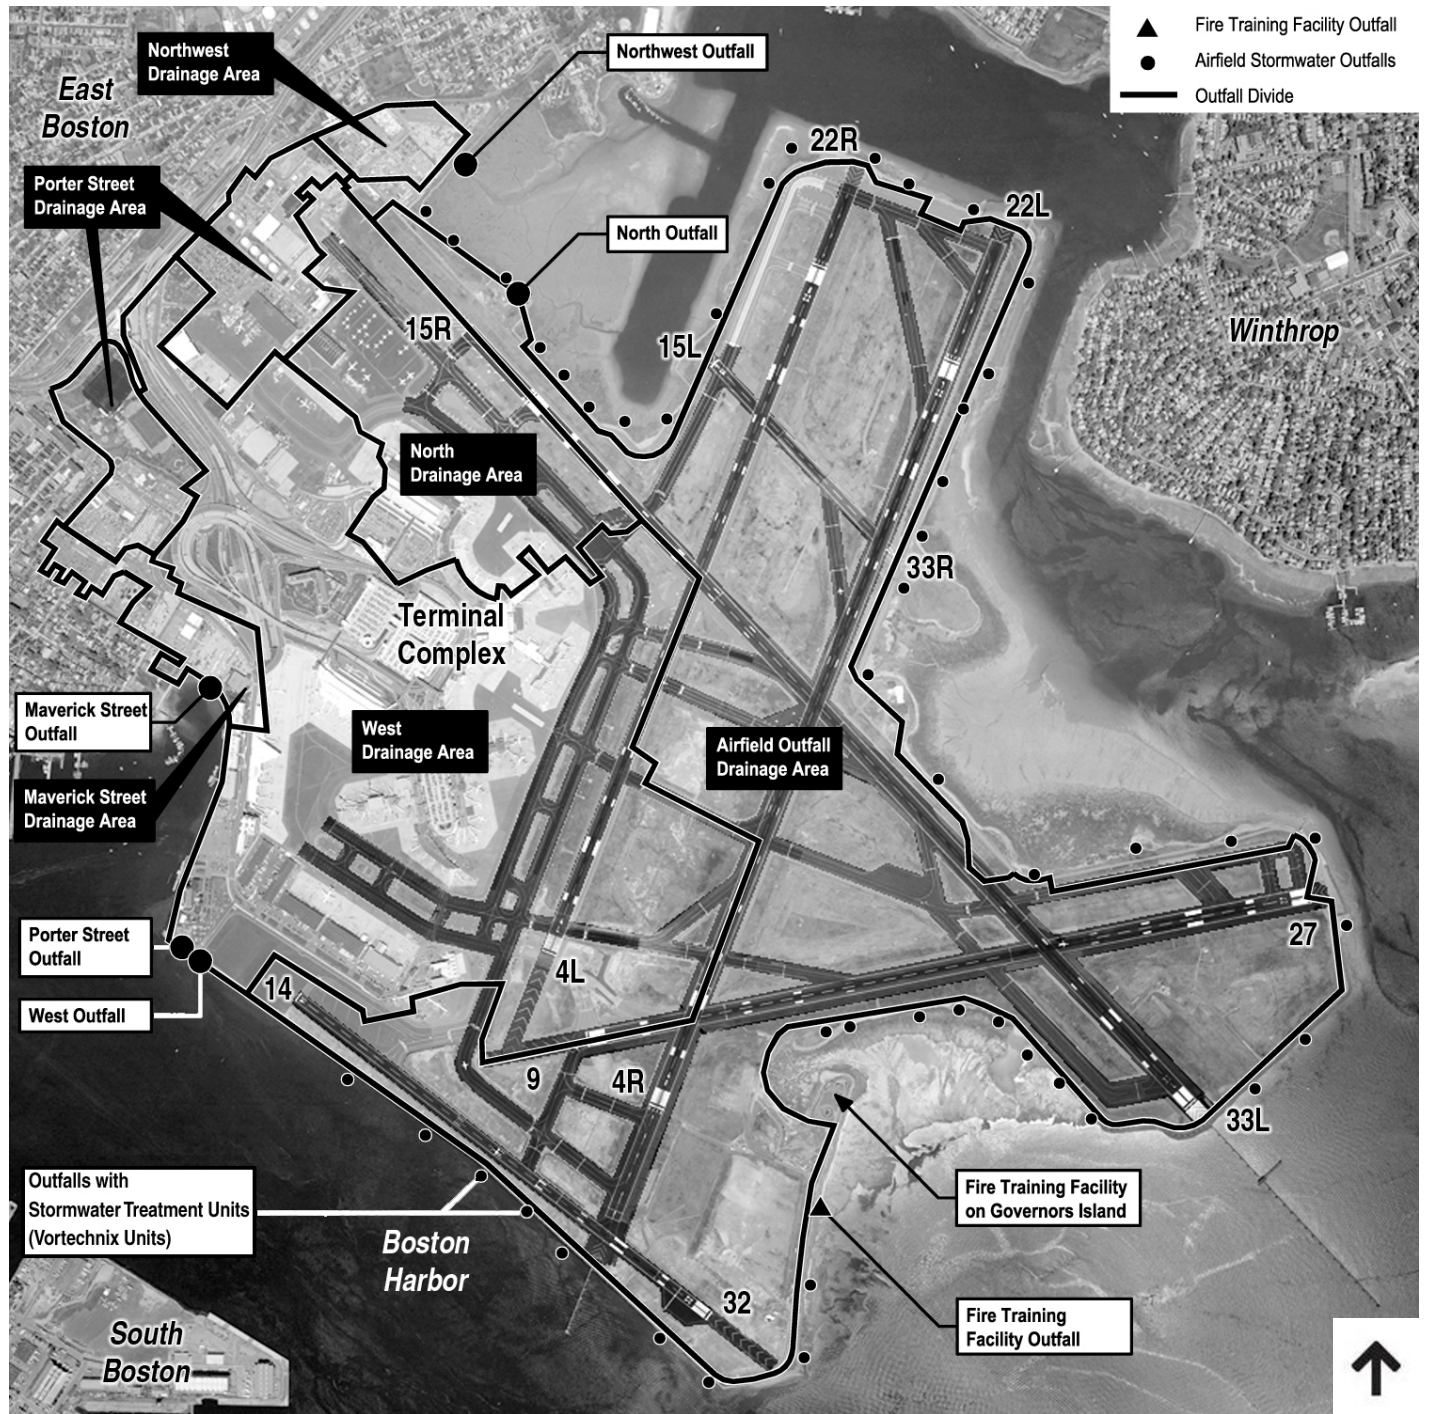 Fire Training Facility Outfall
Airfield Stormwater Outfalls
Outfall Divide
Northwest
Drainage Area
Northwest Outfall
East
Boston
22R
Porter Street
Drainage Area
22L
North Outfall
15R
15L
Winthrop
North
Drainage Area
33R
Terminal
Complex
Maverick Street
Outfall
West
Drainage Area
Airfield Outfall
Drainage Area
Maverick Street
Drainage Area
Porter Street
Outfall
27
4L
14
West Outfall
9
4R
33L
Outfalls with
Stormwater Treatment Units
(Vortechnix Units)
Fire Training Facility
on Governors Island
Boston
Harbor
32
Fire Training
Facility Outfall
South
Boston